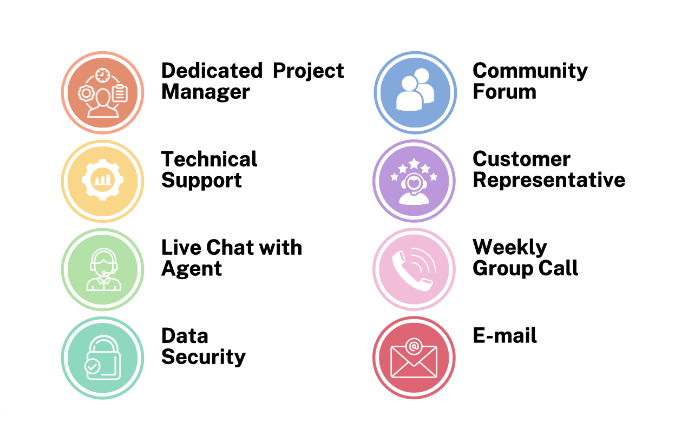 Dedicated Project
Manager
Community
Forum
Technical
Support
Customer
Representative
Live Chat with
Agent
Weekly
Group Call
Data
Security
E-mail
@